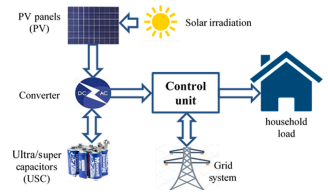 PV panels
(PV)
Solar irradiation
Converter
DC
AC
Control
unit
household
load
Ultra/super
capacitors
(USC)
Grid
system